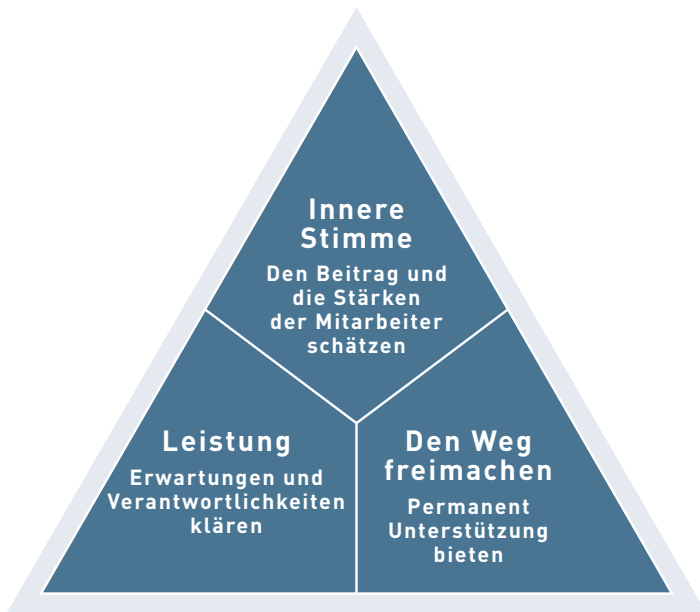 Innere
Stimme
Den Beitrag und
die Stärken
der Mitarbeiter
schätzen
Leistung
Erwartungen und
Verantwortlichkeiten
klären
Den Weg
freimachen
Permanent
Unterstützung
bieten